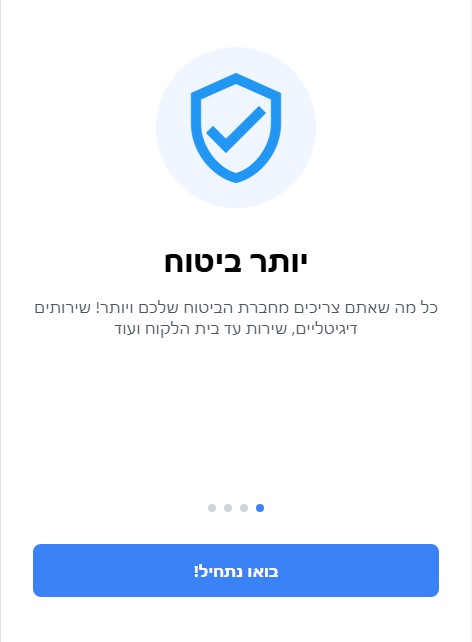 יותר ביטוח
כל מה שאתם צריכים מחברת הביטוח שלכם ויותר! שירותים
דיגיטליים, שירות עד בית הלקוח ועוד
בואו נתחיל!